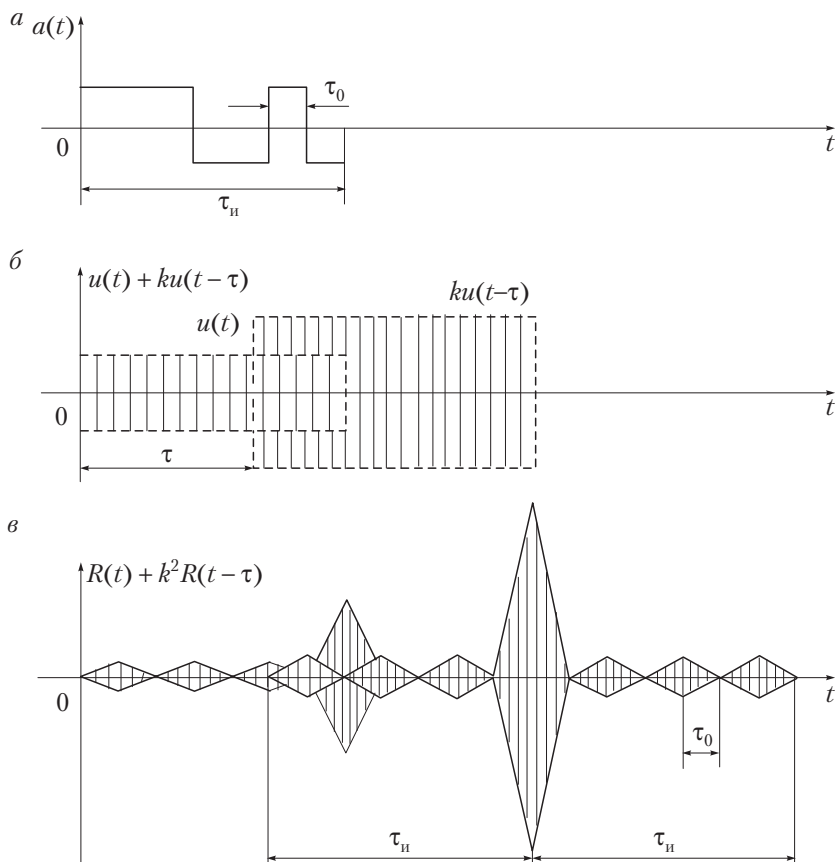 а
a(t)
τ₀
0
t
τи
б
u(t) + ku(t – τ)
ku(t–τ)
u(t)
0
t
τ
в
R(t) + k²R(t – τ)
0
t
τ₀
τи
τи